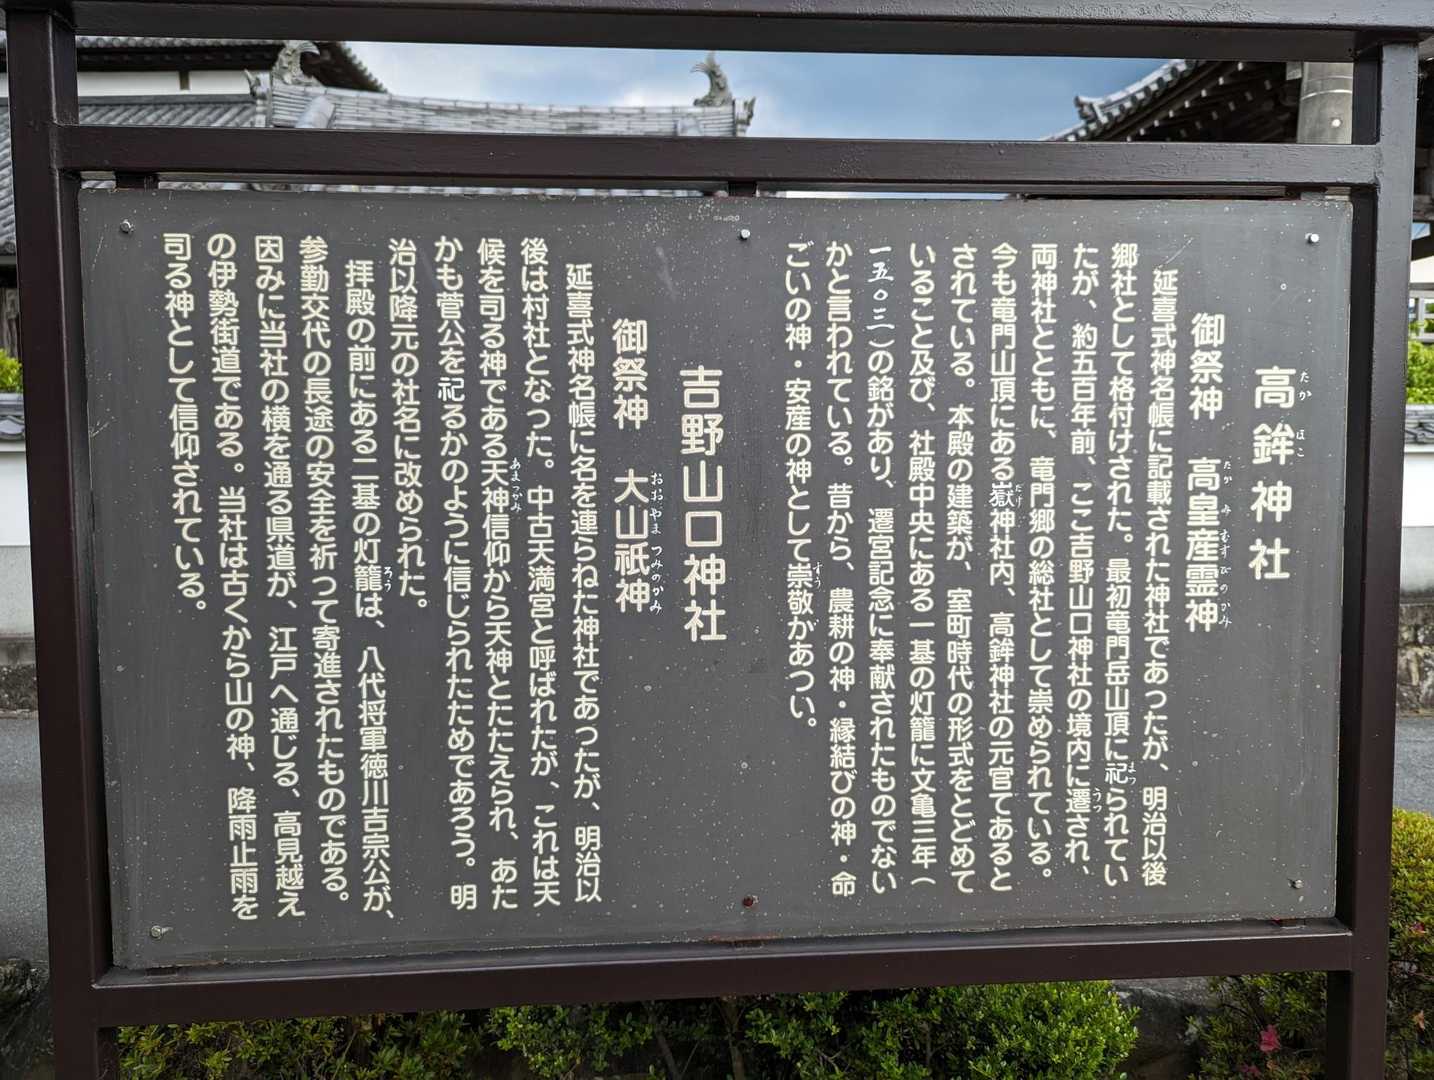 高鉾神社
御祭神 高皇産霊神
延喜式神名帳に記載された神社であったが、明治以後
郷社として格付けされた。最初竜門岳山頂に祀られてい
たが、約五百年前、ここ吉野山口神社の境内に遷され、
両神社とともに、竜門郷の総社として崇められている。
今も竜門山頂にある嶽神社内、高鉾神社の元宮であると
されている。本殿の建築が、室町時代の形式をとどめて
いること及び、社殿中央にある一基の灯籠に文亀三年(
一五〇三)の銘があり、遷宮記念に奉献されたものでない
かと言われている。昔から、農耕の神・縁結びの神・命
ごいの神・安産の神として崇敬があつい。
吉野山口神社
御祭神 大山祇神
延喜式神名帳に名を連らねた神社であったが、明治以
後は村社となった。中古天満宮と呼ばれたが、これは天
候を司る神である天神信仰から天神とたたえられ、あた
かも菅公を祀るかのように信じられたためであろう。明
治以降元の社名に改められた。
拝殿の前にある二基の灯籠は、八代将軍徳川吉宗公が、
参勤交代の長途の安全を祈って寄進されたものである。
因みに当社の横を通る県道が、江戸へ通じる、高見越え
の伊勢街道である。当社は古くから山の神、降雨止雨を
司る神として信仰されている。